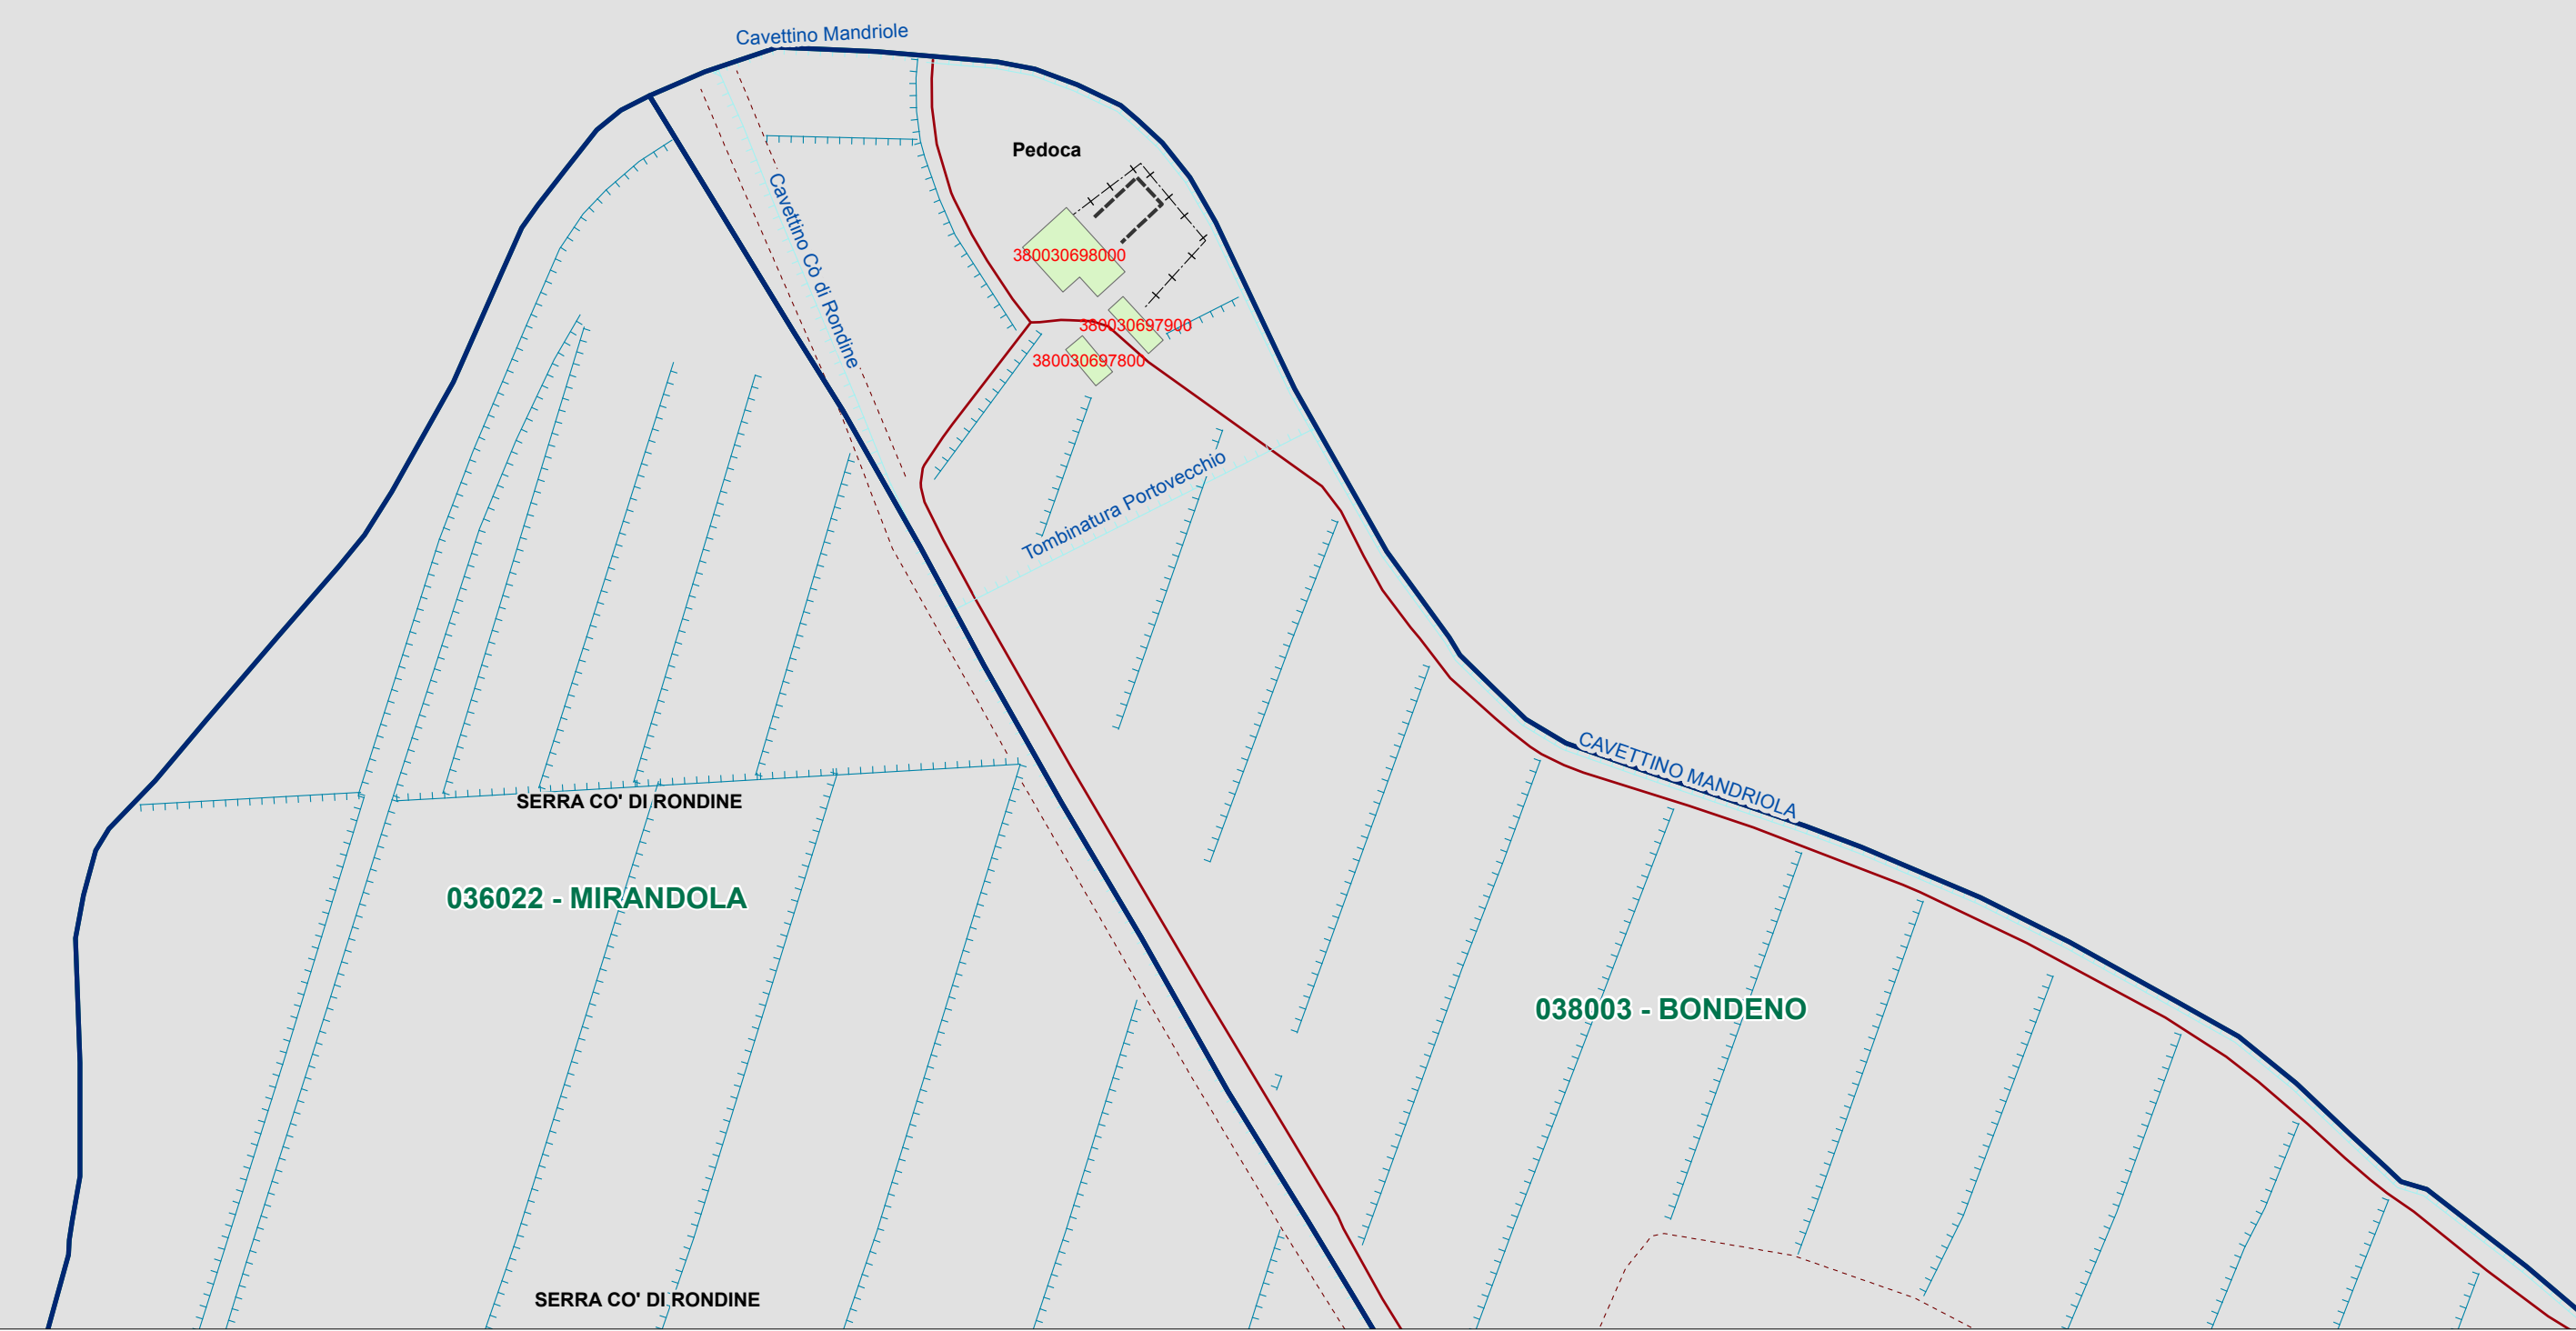 Cavettino Mandriole
Pedoca
Cavettino Cò di Rondine
380030698000
380030697900
380030697800
Tombinatura Portovecchio
CAVETTINO MANDRIOLA
SERRA CO' DI RONDINE
036022 - MIRANDOLA
038003 - BONDENO
SERRA CO' DI RONDINE